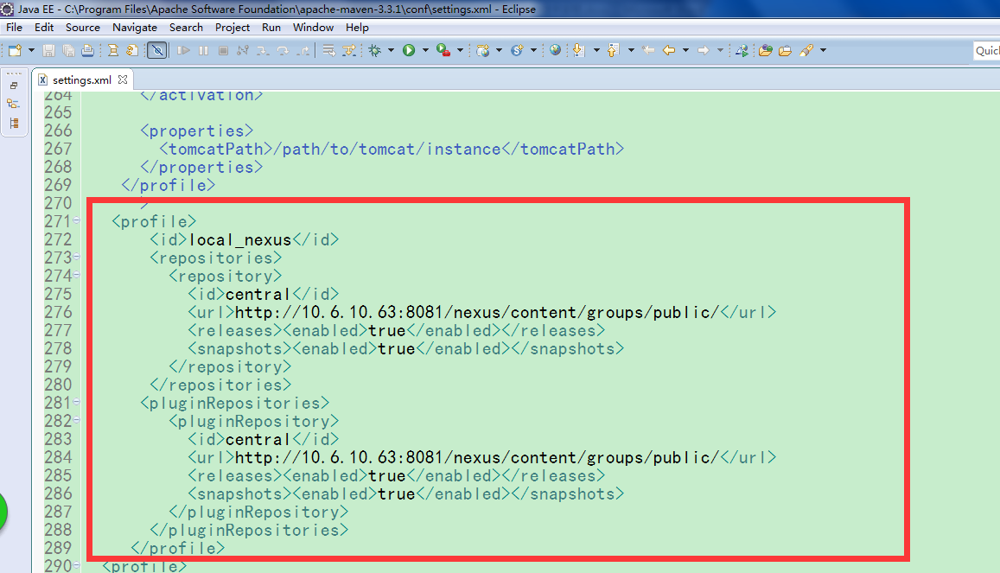 Java EE - C:\Program Files\Apache Software Foundation\apache-maven-3.3.1\conf\settings.xml - Eclipse
File Edit Source Navigate Search Project Run Window Help
Quic
settings.xml
264 </activation>
265
266 <properties>
267 <tomcatPath>/path/to/tomcat/instance</tomcatPath>
268 </properties>
269 </profile>
270
271 <profile>
272 <id>local_nexus</id>
273 <repositories>
274 <repository>
275 <id>central</id>
276 <url>http://10.6.10.63:8081/nexus/content/groups/public/</url>
277 <releases><enabled>true</enabled></releases>
278 <snapshots><enabled>true</enabled></snapshots>
279 </repository>
280 </repositories>
281 <pluginRepositories>
282 <pluginRepository>
283 <id>central</id>
284 <url>http://10.6.10.63:8081/nexus/content/groups/public/</url>
285 <releases><enabled>true</enabled></releases>
286 <snapshots><enabled>true</enabled></snapshots>
287 </pluginRepository>
288 </pluginRepositories>
289 </profile>
290 <profile>